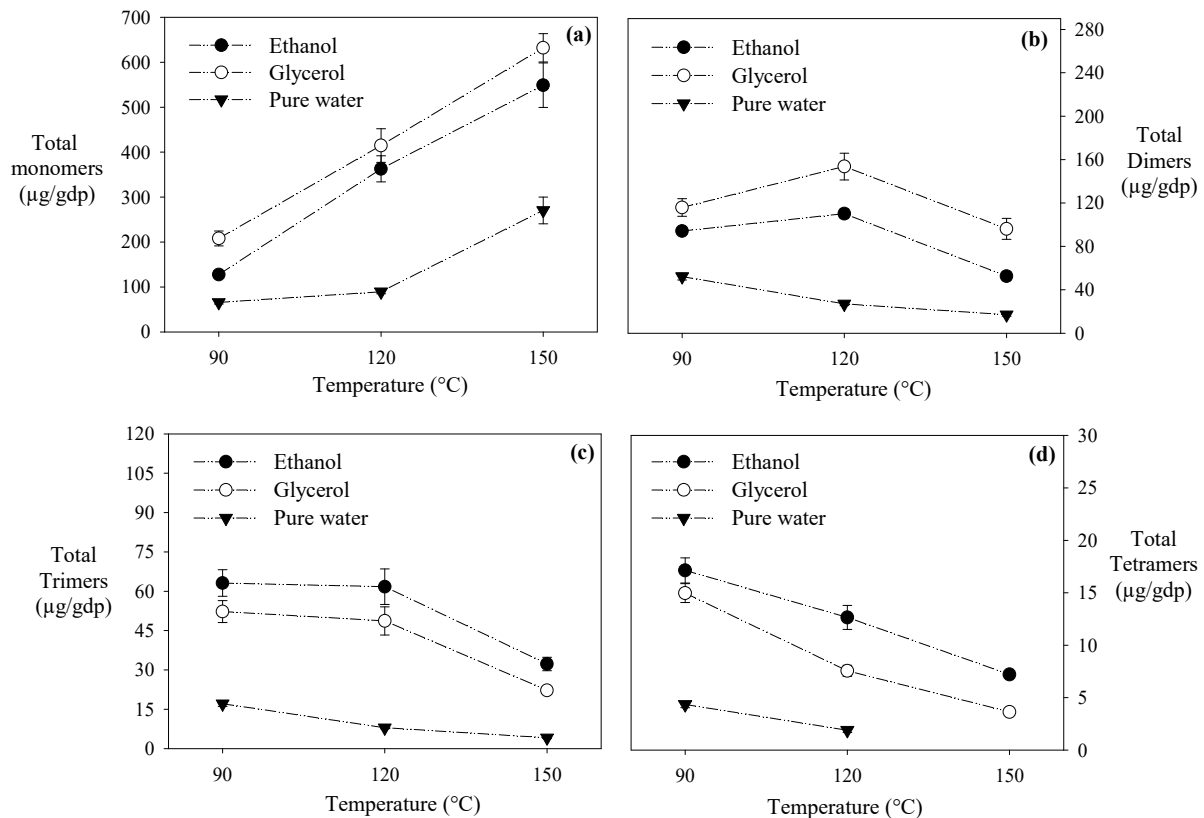 700
600
500
400
300
200
100
0
Total
monomers
(µg/gdp)
Ethanol
Glycerol
Pure water
(a)
90
120
150
Temperature (°C)
Ethanol
Glycerol
Pure water
(b)
280
240
200
160
120
80
40
0
Total
Dimers
(µg/gdp)
90
120
150
Temperature (°C)
120
105
90
75
60
45
30
15
0
Total
Trimers
(µg/gdp)
Ethanol
Glycerol
Pure water
(c)
90
120
150
Temperature (°C)
Ethanol
Glycerol
Pure water
(d)
30
25
20
15
10
5
0
Total
Tetramers
(µg/gdp)
90
120
150
Temperature (°C)